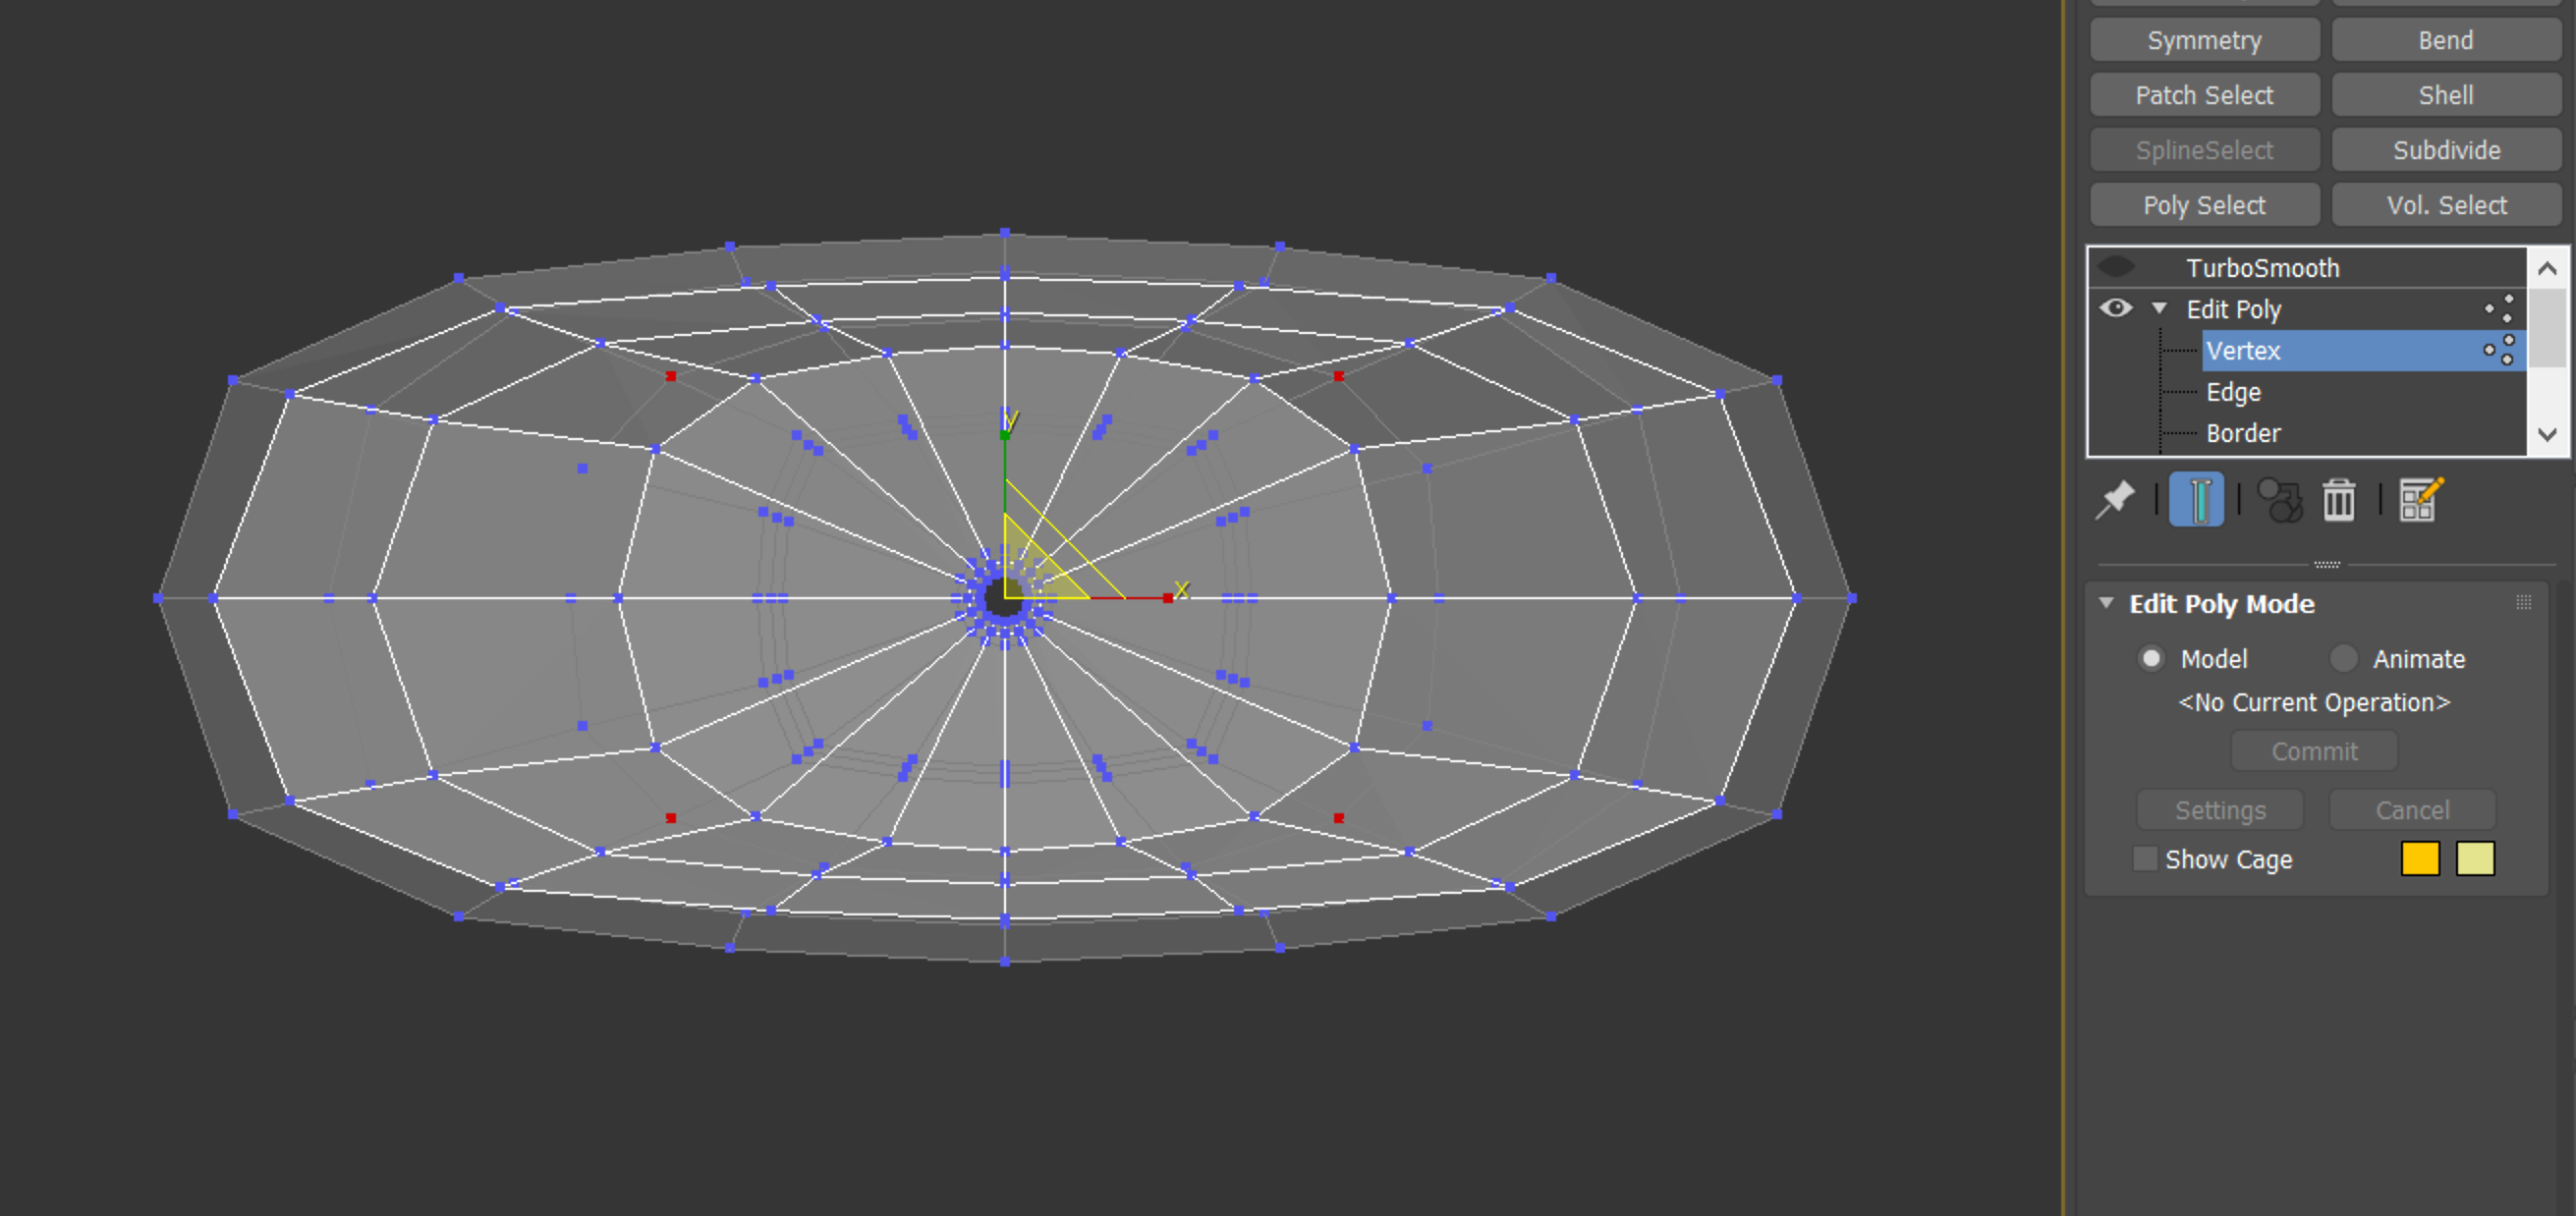 Symmetry Bend
Patch Select Shell
SplineSelect Subdivide
Poly Select Vol. Select
TurboSmooth
Edit Poly
Vertex
Edge
Border
y
x
Edit Poly Mode
Model Animate
<No Current Operation>
Commit
Settings Cancel
Show Cage